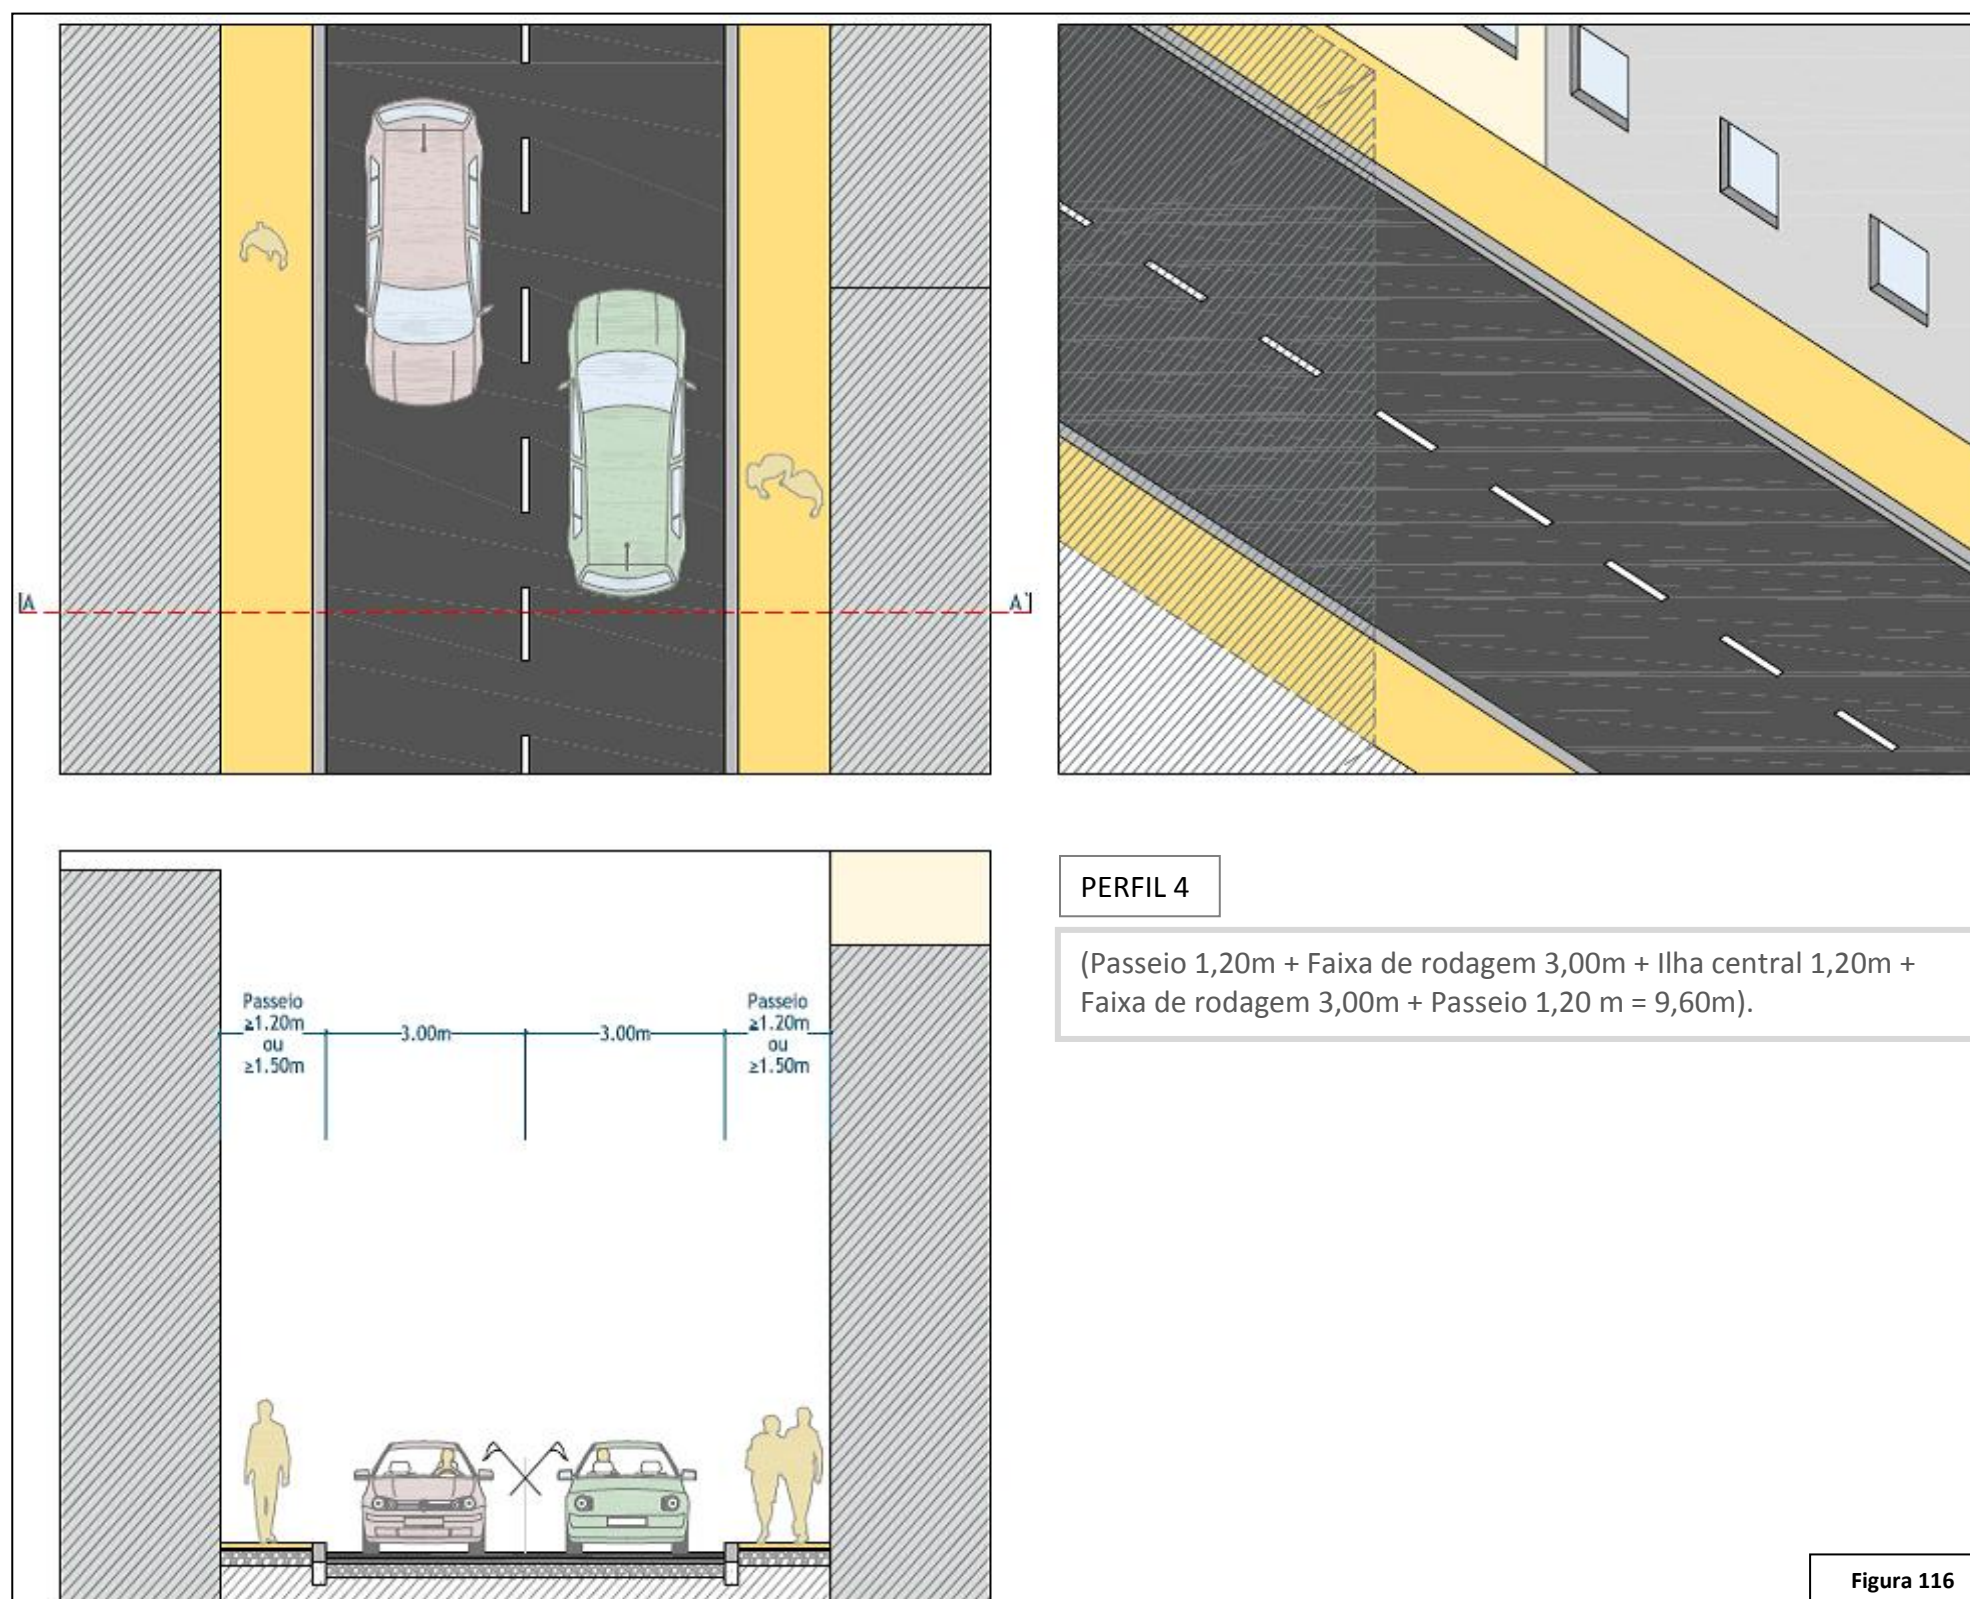 A
A`
PERFIL 4
(Passeio 1,20m + Faixa de rodagem 3,00m + Ilha central 1,20m +
Faixa de rodagem 3,00m + Passeio 1,20 m = 9,60m).
Passeio
≥1.20m
ou
≥1.50m
3.00m
3.00m
Passeio
≥1.20m
ou
≥1.50m
Figura 116